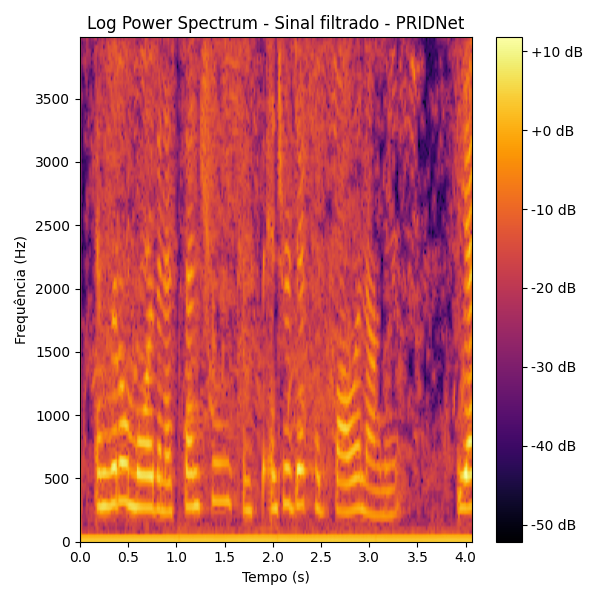 Log Power Spectrum - Sinal filtrado - PRIDNet
+10 dB
+0 dB
-10 dB
-20 dB
-30 dB
-40 dB
-50 dB
3500
3000
2500
2000
1500
1000
500
0
Frequência (Hz)
0.0 0.5 1.0 1.5 2.0 2.5 3.0 3.5 4.0
Tempo (s)